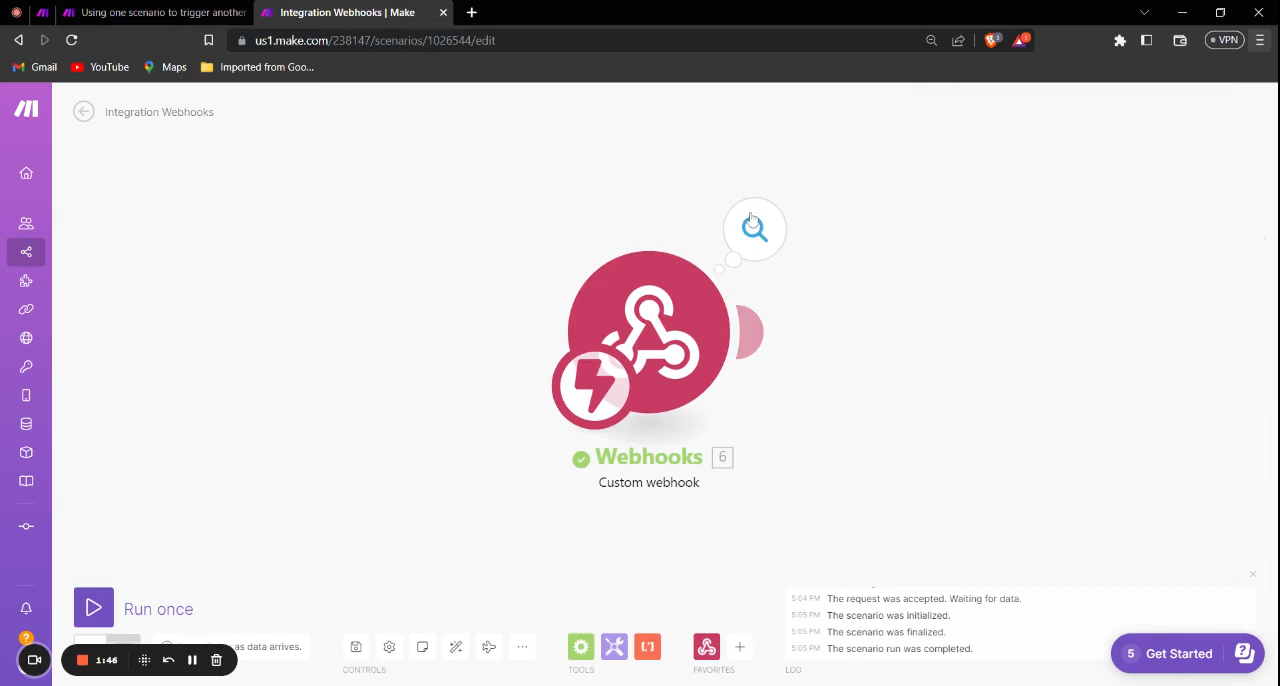 Using one scenario to trigger another
Integration Webhooks | Make
us1.make.com/238147/scenarios/1026544/edit
3
1
VPN
Gmail
YouTube
Maps
Imported from Goo...
Integration Webhooks
Webhooks 6
Custom webhook
Run once
5:04 PM The request was accepted. Waiting for data.
5:05 PM The scenario was initialized.
5:05 PM The scenario was finalized.
5:05 PM The scenario run was completed.
as data arrives.
1:46
CONTROLS
TOOLS
FAVORITES
LOG
5 Get Started
?